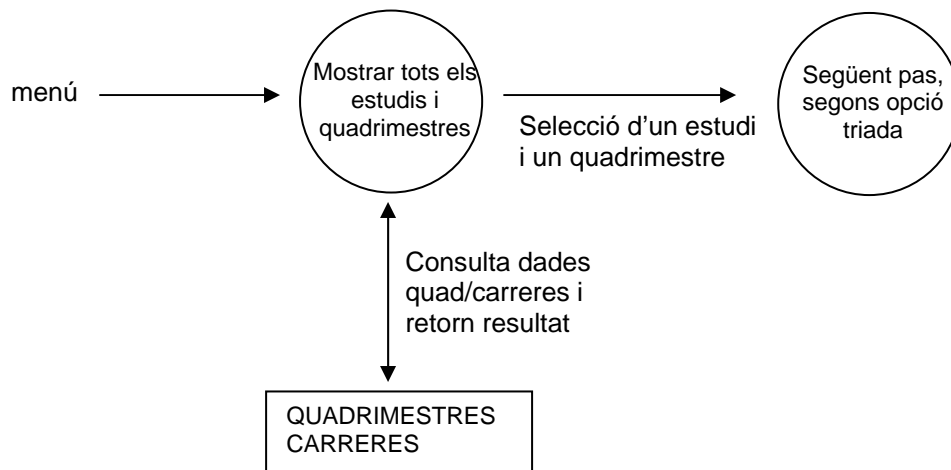 menú
Mostrar tots els
estudis i
quadrimestres
Selecció d'un estudi
i un quadrimestre
Següent pas,
segons opció
triada
Consulta dades
quad/carreres i
retorn resultat
QUADRIMESTRES
CARRERES